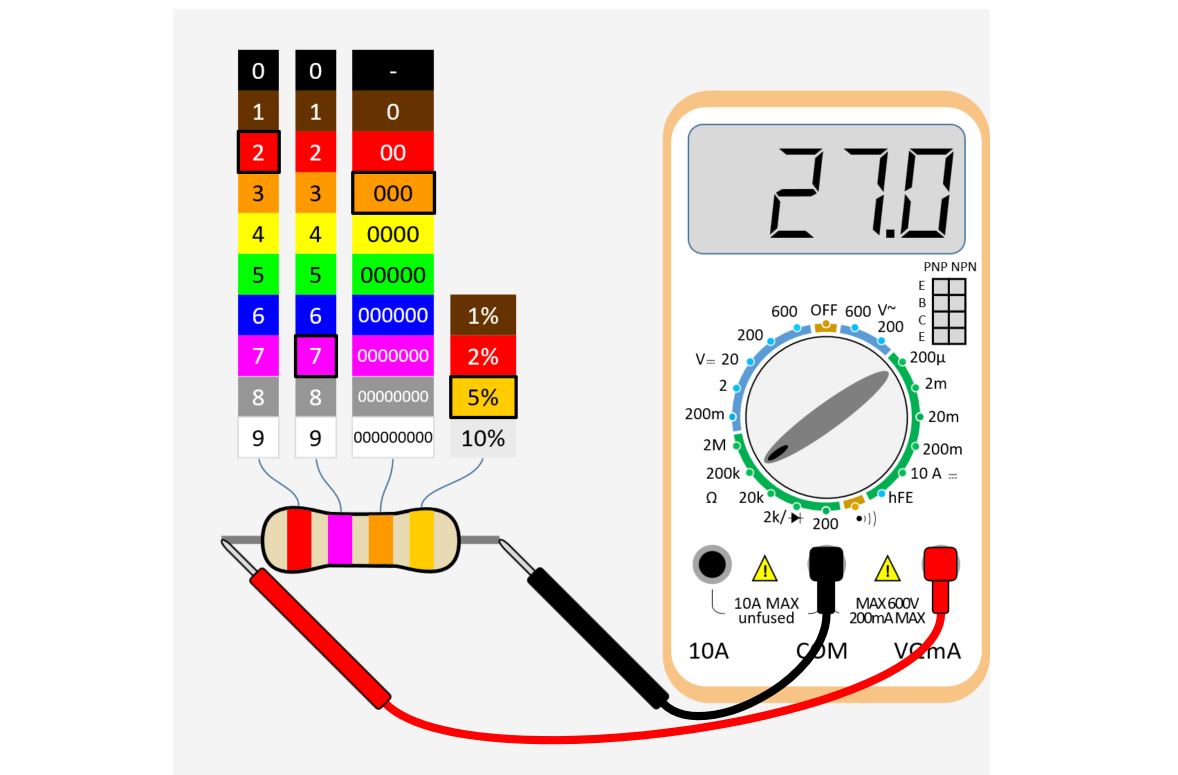 0 0 -
1 1 0
2 2 00
3 3 000
4 4 0000
5 5 00000
6 6 000000 1%
7 7 0000000 2%
8 8 00000000 5%
9 9 000000000 10%
27.0
PNP NPN
E
B
C
E
600 OFF 600 V~
200 200
V⎓ 20 200µ
2 2m
200m 20m
2M 200m
200k 10 A ⎓
Ω 20k hFE
2k/ 200 •)))
! !
10A MAX MAX 600V
unfused 200mA MAX
10A COM VΩmA